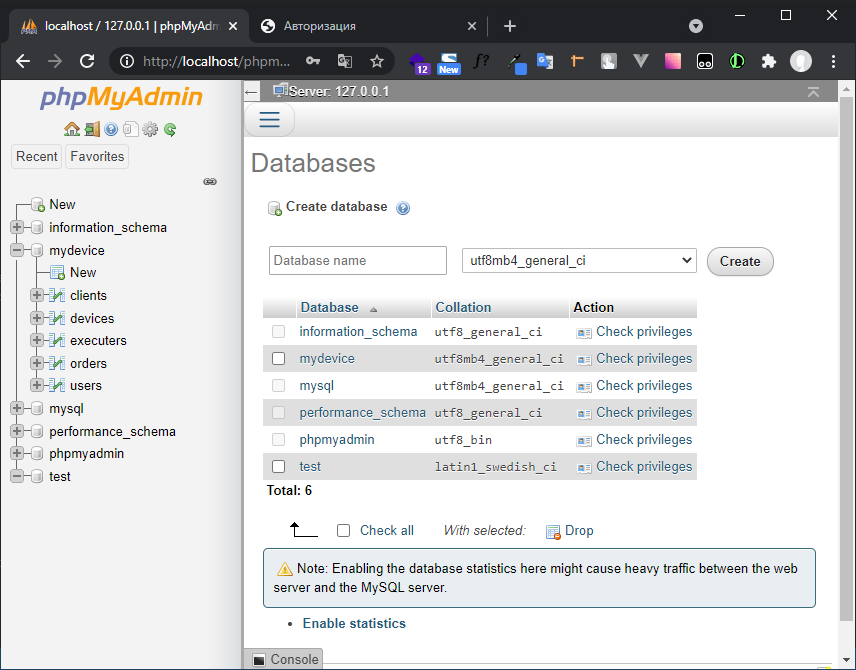 localhost / 127.0.0.1 | phpMyAdm
Авторизация
http://localhost/phpm...
12
New
f?
phpMyAdmin
Recent
Favorites
New
information_schema
mydevice
New
clients
devices
executers
orders
users
mysql
performance_schema
phpmyadmin
test
Server: 127.0.0.1
Databases
Create database
Database name
utf8mb4_general_ci
Create
Database Collation Action
information_schema utf8_general_ci Check privileges
mydevice utf8mb4_general_ci Check privileges
mysql utf8mb4_general_ci Check privileges
performance_schema utf8_general_ci Check privileges
phpmyadmin utf8_bin Check privileges
test latin1_swedish_ci Check privileges
Total: 6
Check all With selected: Drop
Note: Enabling the database statistics here might cause heavy traffic between the web
server and the MySQL server.
Enable statistics
Console